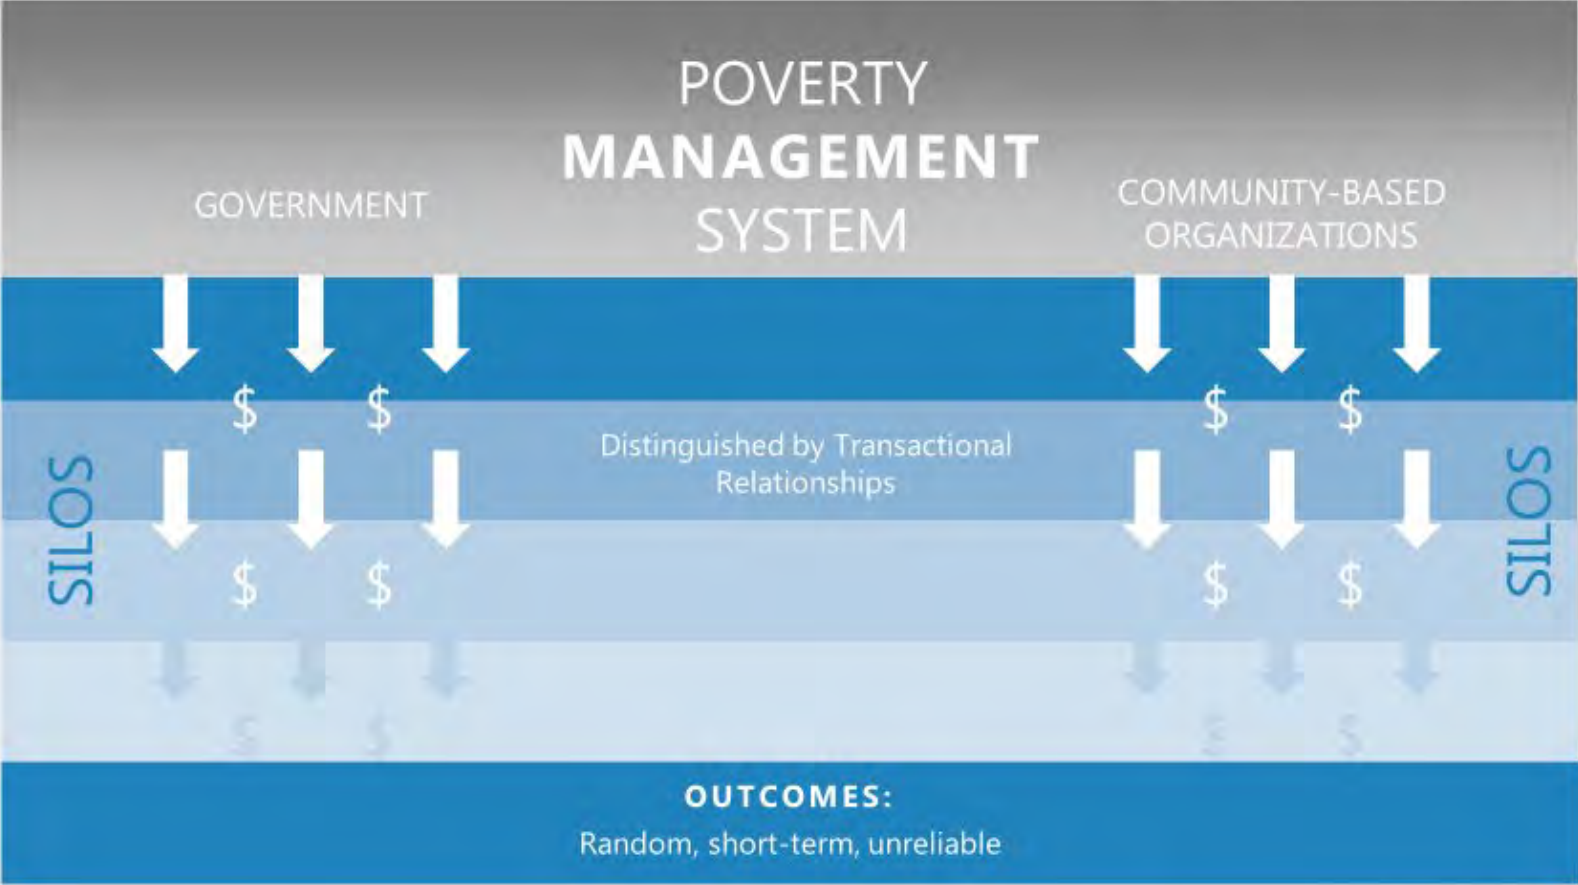 POVERTY
MANAGEMENT
SYSTEM
GOVERNMENT
COMMUNITY-BASED
ORGANIZATIONS
$ $
$ $
Distinguished by Transactional
Relationships
SILOS
SILOS
$ $
$ $
$ $
$ $
OUTCOMES:
Random, short-term, unreliable